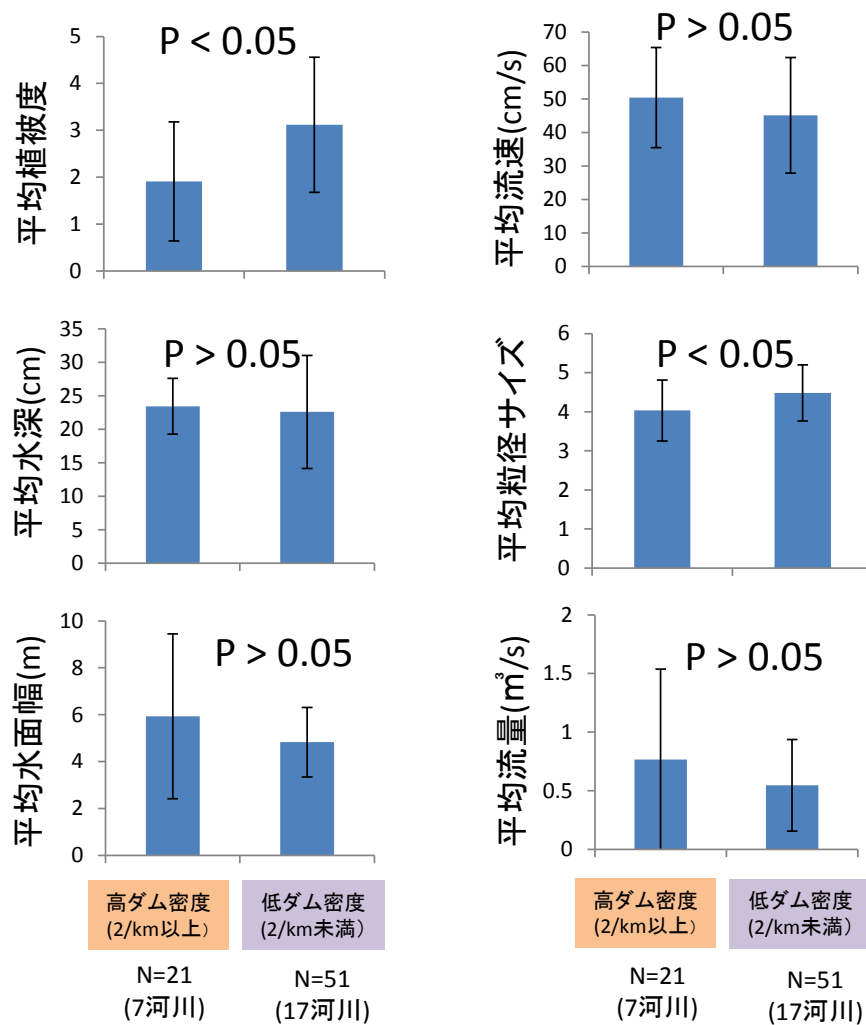 P < 0.05
平均植被度
5
4
3
2
1
0
P > 0.05
平均流速(cm/s)
70
60
50
40
30
20
10
0
P > 0.05
平均水深(cm)
35
30
25
20
15
10
5
0
P < 0.05
平均粒径サイズ
6
5
4
3
2
1
0
P > 0.05
平均水面幅(m)
10
8
6
4
2
0
P > 0.05
平均流量(㎥/s)
2
1.5
1
0.5
0
高ダム密度
(2/km以上)
低ダム密度
(2/km未満)
N=21
(7河川)
N=51
(17河川)
高ダム密度
(2/km以上)
低ダム密度
(2/km未満)
N=21
(7河川)
N=51
(17河川)